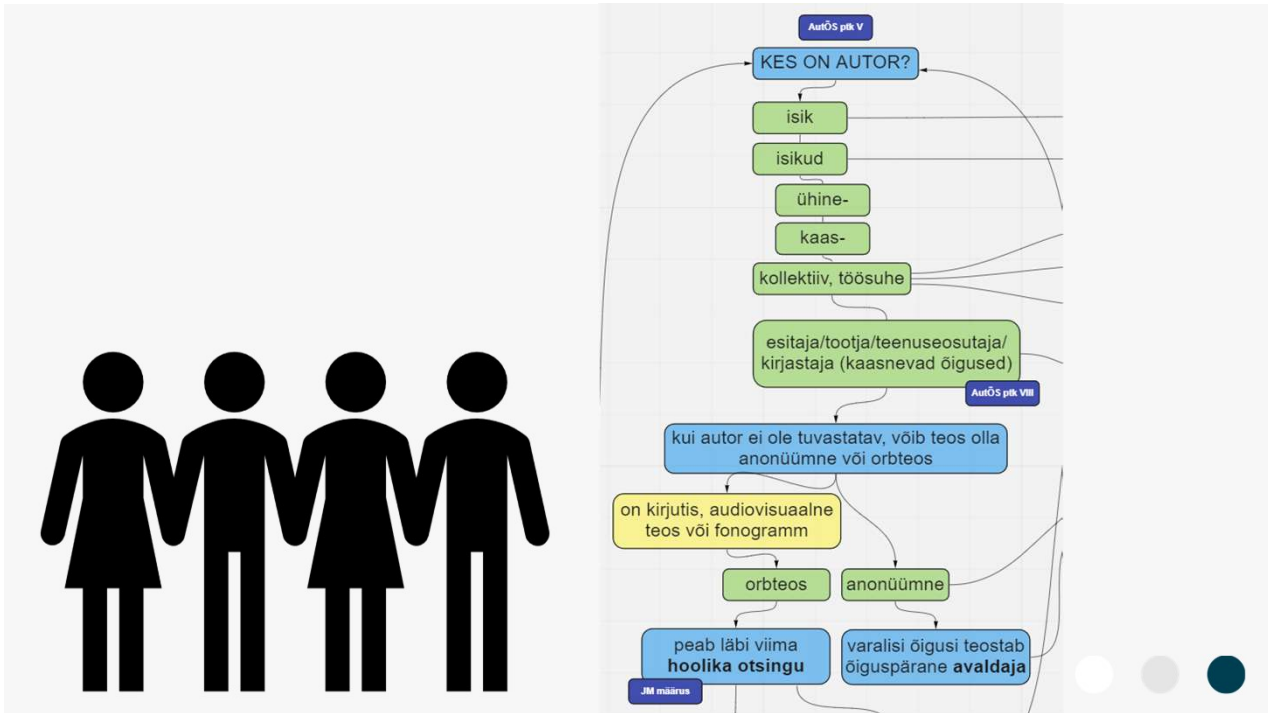 AutÕS ptk V
KES ON AUTOR?
isik
isikud
ühine-
kaas-
kollektiiv, töösuhe
esitaja/tootja/teenuseosutaja/
kirjastaja (kaasnevad õigused)
AutÕS ptk VIII
kui autor ei ole tuvastatav, võib teos olla
anonüümne või orbteos
on kirjutis, audiovisuaalne
teos või fonogramm
orbteos
anonüümne
peab läbi viima
hoolika otsingu
JM määrus
varalisi õigusi teostab
õiguspärane avaldaja